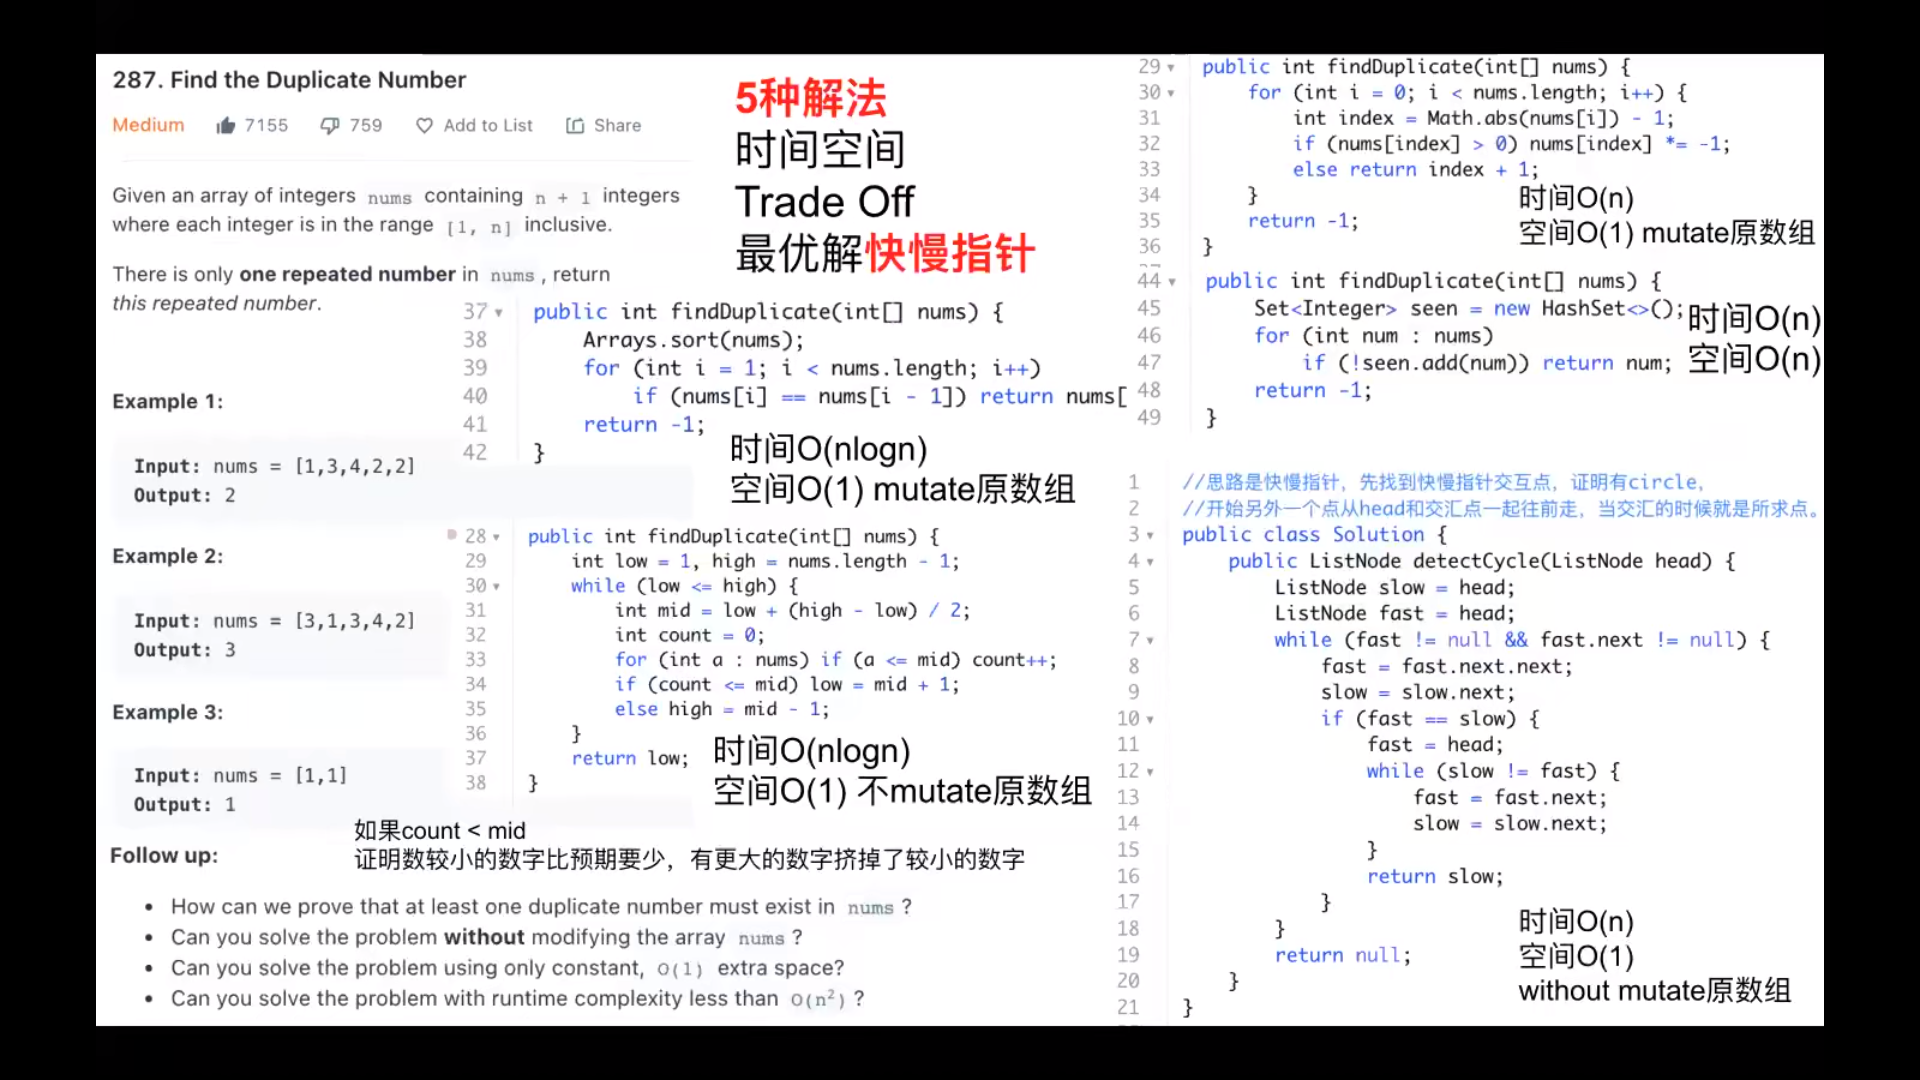 287. Find the Duplicate Number
Medium 7155 759 Add to List Share
Given an array of integers nums containing n + 1 integers
where each integer is in the range [1, n] inclusive.
There is only one repeated number in nums , return
this repeated number.
Example 1:
Input: nums = [1,3,4,2,2]
Output: 2
Example 2:
Input: nums = [3,1,3,4,2]
Output: 3
Example 3:
Input: nums = [1,1]
Output: 1
Follow up:
• How can we prove that at least one duplicate number must exist in nums ?
• Can you solve the problem without modifying the array nums ?
• Can you solve the problem using only constant, O(1) extra space?
• Can you solve the problem with runtime complexity less than O(n²) ?
5种解法
时间空间
Trade Off
最优解快慢指针
37 public int findDuplicate(int[] nums) {
38 Arrays.sort(nums);
39 for (int i = 1; i < nums.length; i++)
40 if (nums[i] == nums[i - 1]) return nums[
41 return -1;
42 }
时间O(nlogn)
空间O(1) mutate原数组
28 public int findDuplicate(int[] nums) {
29 int low = 1, high = nums.length - 1;
30 while (low <= high) {
31 int mid = low + (high - low) / 2;
32 int count = 0;
33 for (int a : nums) if (a <= mid) count++;
34 if (count <= mid) low = mid + 1;
35 else high = mid - 1;
36 }
37 return low;
38 }
时间O(nlogn)
空间O(1) 不mutate原数组
如果count < mid
证明数较小的数字比预期要少，有更大的数字挤掉了较小的数字
29 public int findDuplicate(int[] nums) {
30 for (int i = 0; i < nums.length; i++) {
31 int index = Math.abs(nums[i]) - 1;
32 if (nums[index] > 0) nums[index] *= -1;
33 else return index + 1;
34 }
35 return -1;
36 }
时间O(n)
空间O(1) mutate原数组
44 public int findDuplicate(int[] nums) {
45 Set<Integer> seen = new HashSet<>();
46 for (int num : nums)
47 if (!seen.add(num)) return num;
48 return -1;
49 }
时间O(n)
空间O(n)
1 //思路是快慢指针，先找到快慢指针交互点，证明有circle，
2 //开始另外一个点从head和交汇点一起往前走，当交汇的时候就是所求点。
3 public class Solution {
4 public ListNode detectCycle(ListNode head) {
5 ListNode slow = head;
6 ListNode fast = head;
7 while (fast != null && fast.next != null) {
8 fast = fast.next.next;
9 slow = slow.next;
10 if (fast == slow) {
11 fast = head;
12 while (slow != fast) {
13 fast = fast.next;
14 slow = slow.next;
15 }
16 return slow;
17 }
18 }
19 return null;
20 }
21 }
时间O(n)
空间O(1)
without mutate原数组